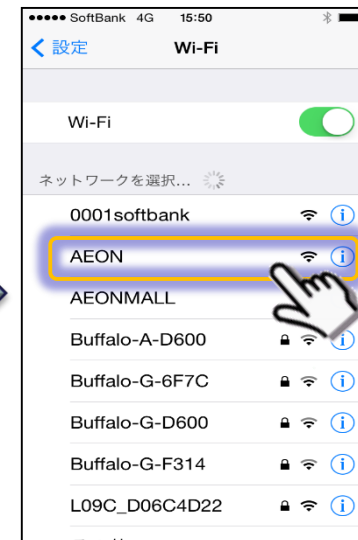 SoftBank 4G 15:50
設定 Wi-Fi
Wi-Fi
ネットワークを選択...
0001softbank
AEON
AEONMALL
Buffalo-A-D600
Buffalo-G-6F7C
Buffalo-G-D600
Buffalo-G-F314
L09C_D06C4D22